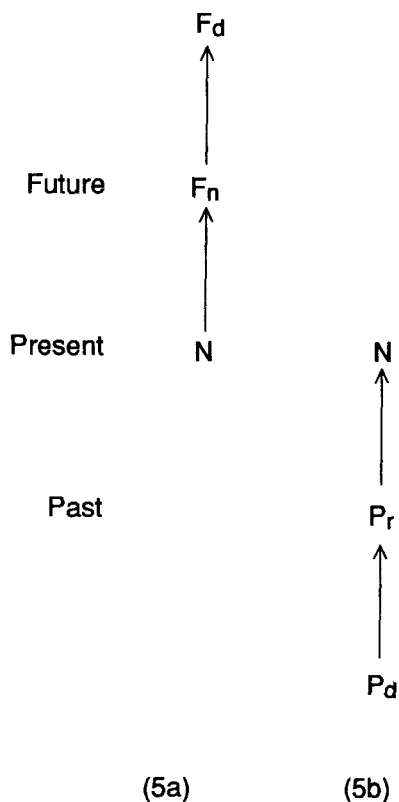 Fd
Future Fn
Present N N
Past Pr
Pd
(5a) (5b)